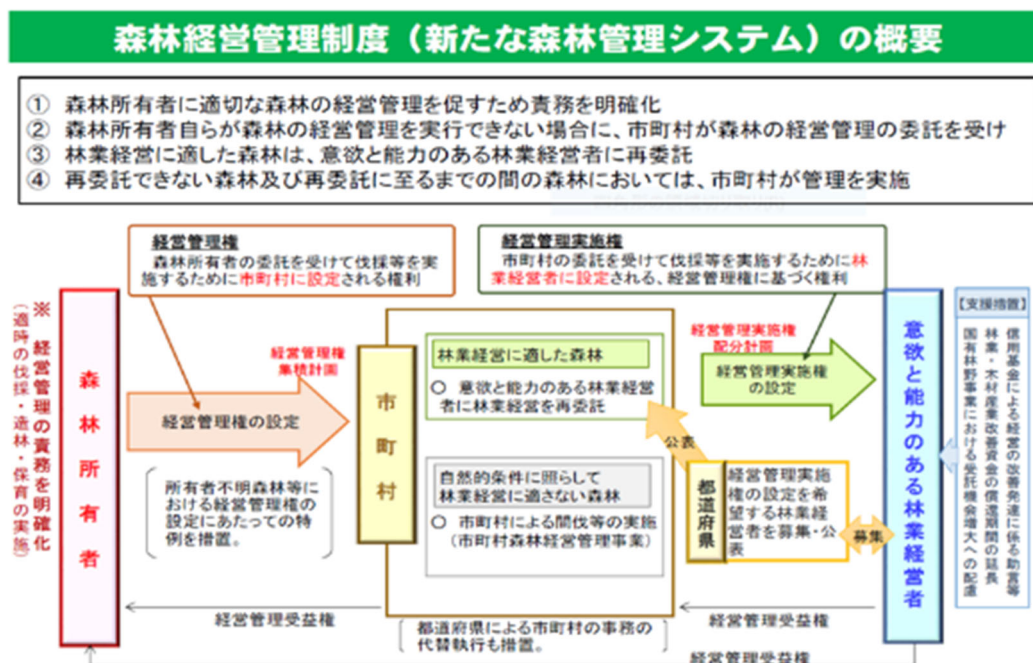 森林経営管理制度（新たな森林管理システム）の概要
① 森林所有者に適切な森林の経営管理を促すため責務を明確化
② 森林所有者自らが森林の経営管理を実行できない場合に、市町村が森林の経営管理の委託を受け
③ 林業経営に適した森林は、意欲と能力のある林業経営者に再委託
④ 再委託できない森林及び再委託に至るまでの間の森林においては、市町村が管理を実施
経営管理権
森林所有者の委託を受けて伐採等を実
施するために市町村に設定される権利
経営管理実施権
市町村の委託を受けて伐採等を実施するために林
業経営者に設定される、経営管理権に基づく権利
※ 経営管理の責務を明確化
（適時の伐採・造林・保育の実施）
森林所有者
経営管理権
集積計画
経営管理権の設定
所有者不明森林等に
おける経営管理権の
設定にあたっての特
例を措置。
市町村
林業経営に適した森林
○ 意欲と能力のある林業経営
者に林業経営を再委託
自然的条件に照らして
林業経営に適さない森林
○ 市町村による間伐等の実施
（市町村森林経営管理事業）
経営管理実施権
配分計画
経営管理実施権
の設定
公表
都道府県
経営管理実施
権の設定を希
望する林業経
営者を募集・公
表
募集
意欲と能力のある林業経営者
【支援措置】
信用基金による経営の改善発達に係る助言等
林業・木材産業改善資金の償還期間の延長
国有林野事業における受託機会増大への配慮
経営管理受益権
経営管理受益権
都道府県による市町村の事務の
代替執行も措置。
経営管理受益権